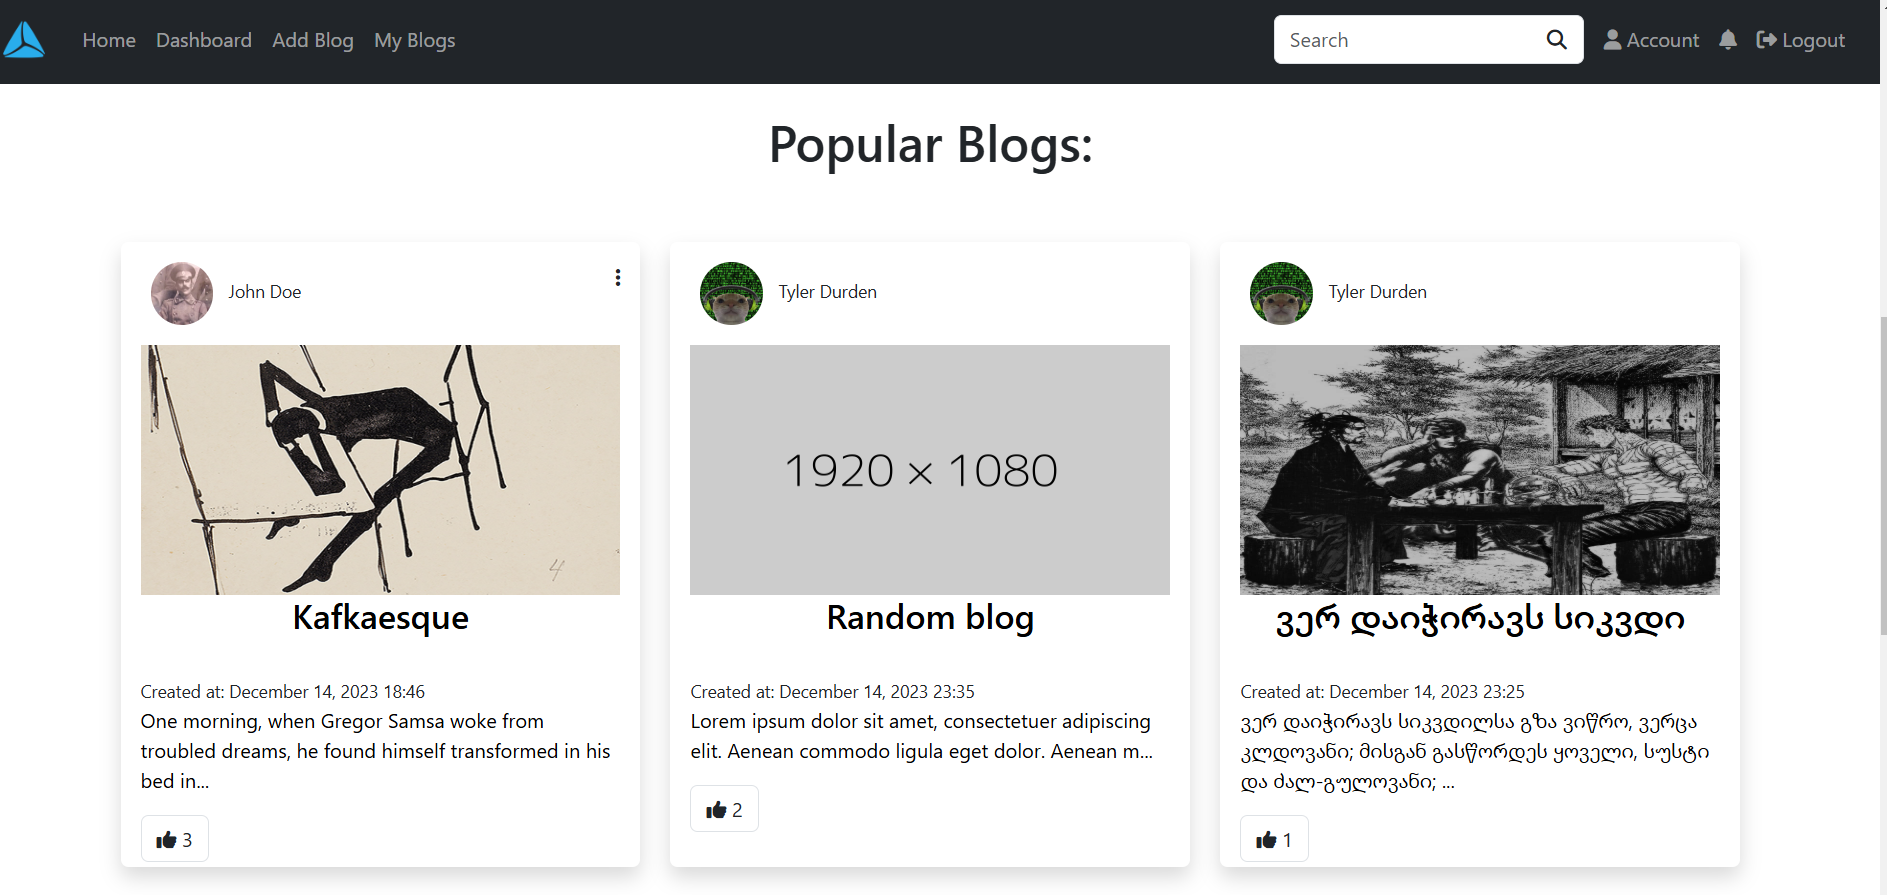 Home Dashboard Add Blog My Blogs Search Account Logout
Popular Blogs:
John Doe
4
Kafkaesque
Created at: December 14, 2023 18:46
One morning, when Gregor Samsa woke from
troubled dreams, he found himself transformed in his
bed in...
3
Tyler Durden
1920 × 1080
Random blog
Created at: December 14, 2023 23:35
Lorem ipsum dolor sit amet, consectetuer adipiscing
elit. Aenean commodo ligula eget dolor. Aenean m...
2
Tyler Durden
ვერ დაიჭირავს სიკვდი
Created at: December 14, 2023 23:25
ვერ დაიჭირავს სიკვდილსა გზა ვიწრო, ვერცა
კლდოვანი; მისგან გასწორდეს ყოველი, სუსტი
და ძალ-გულოვანი; ...
1